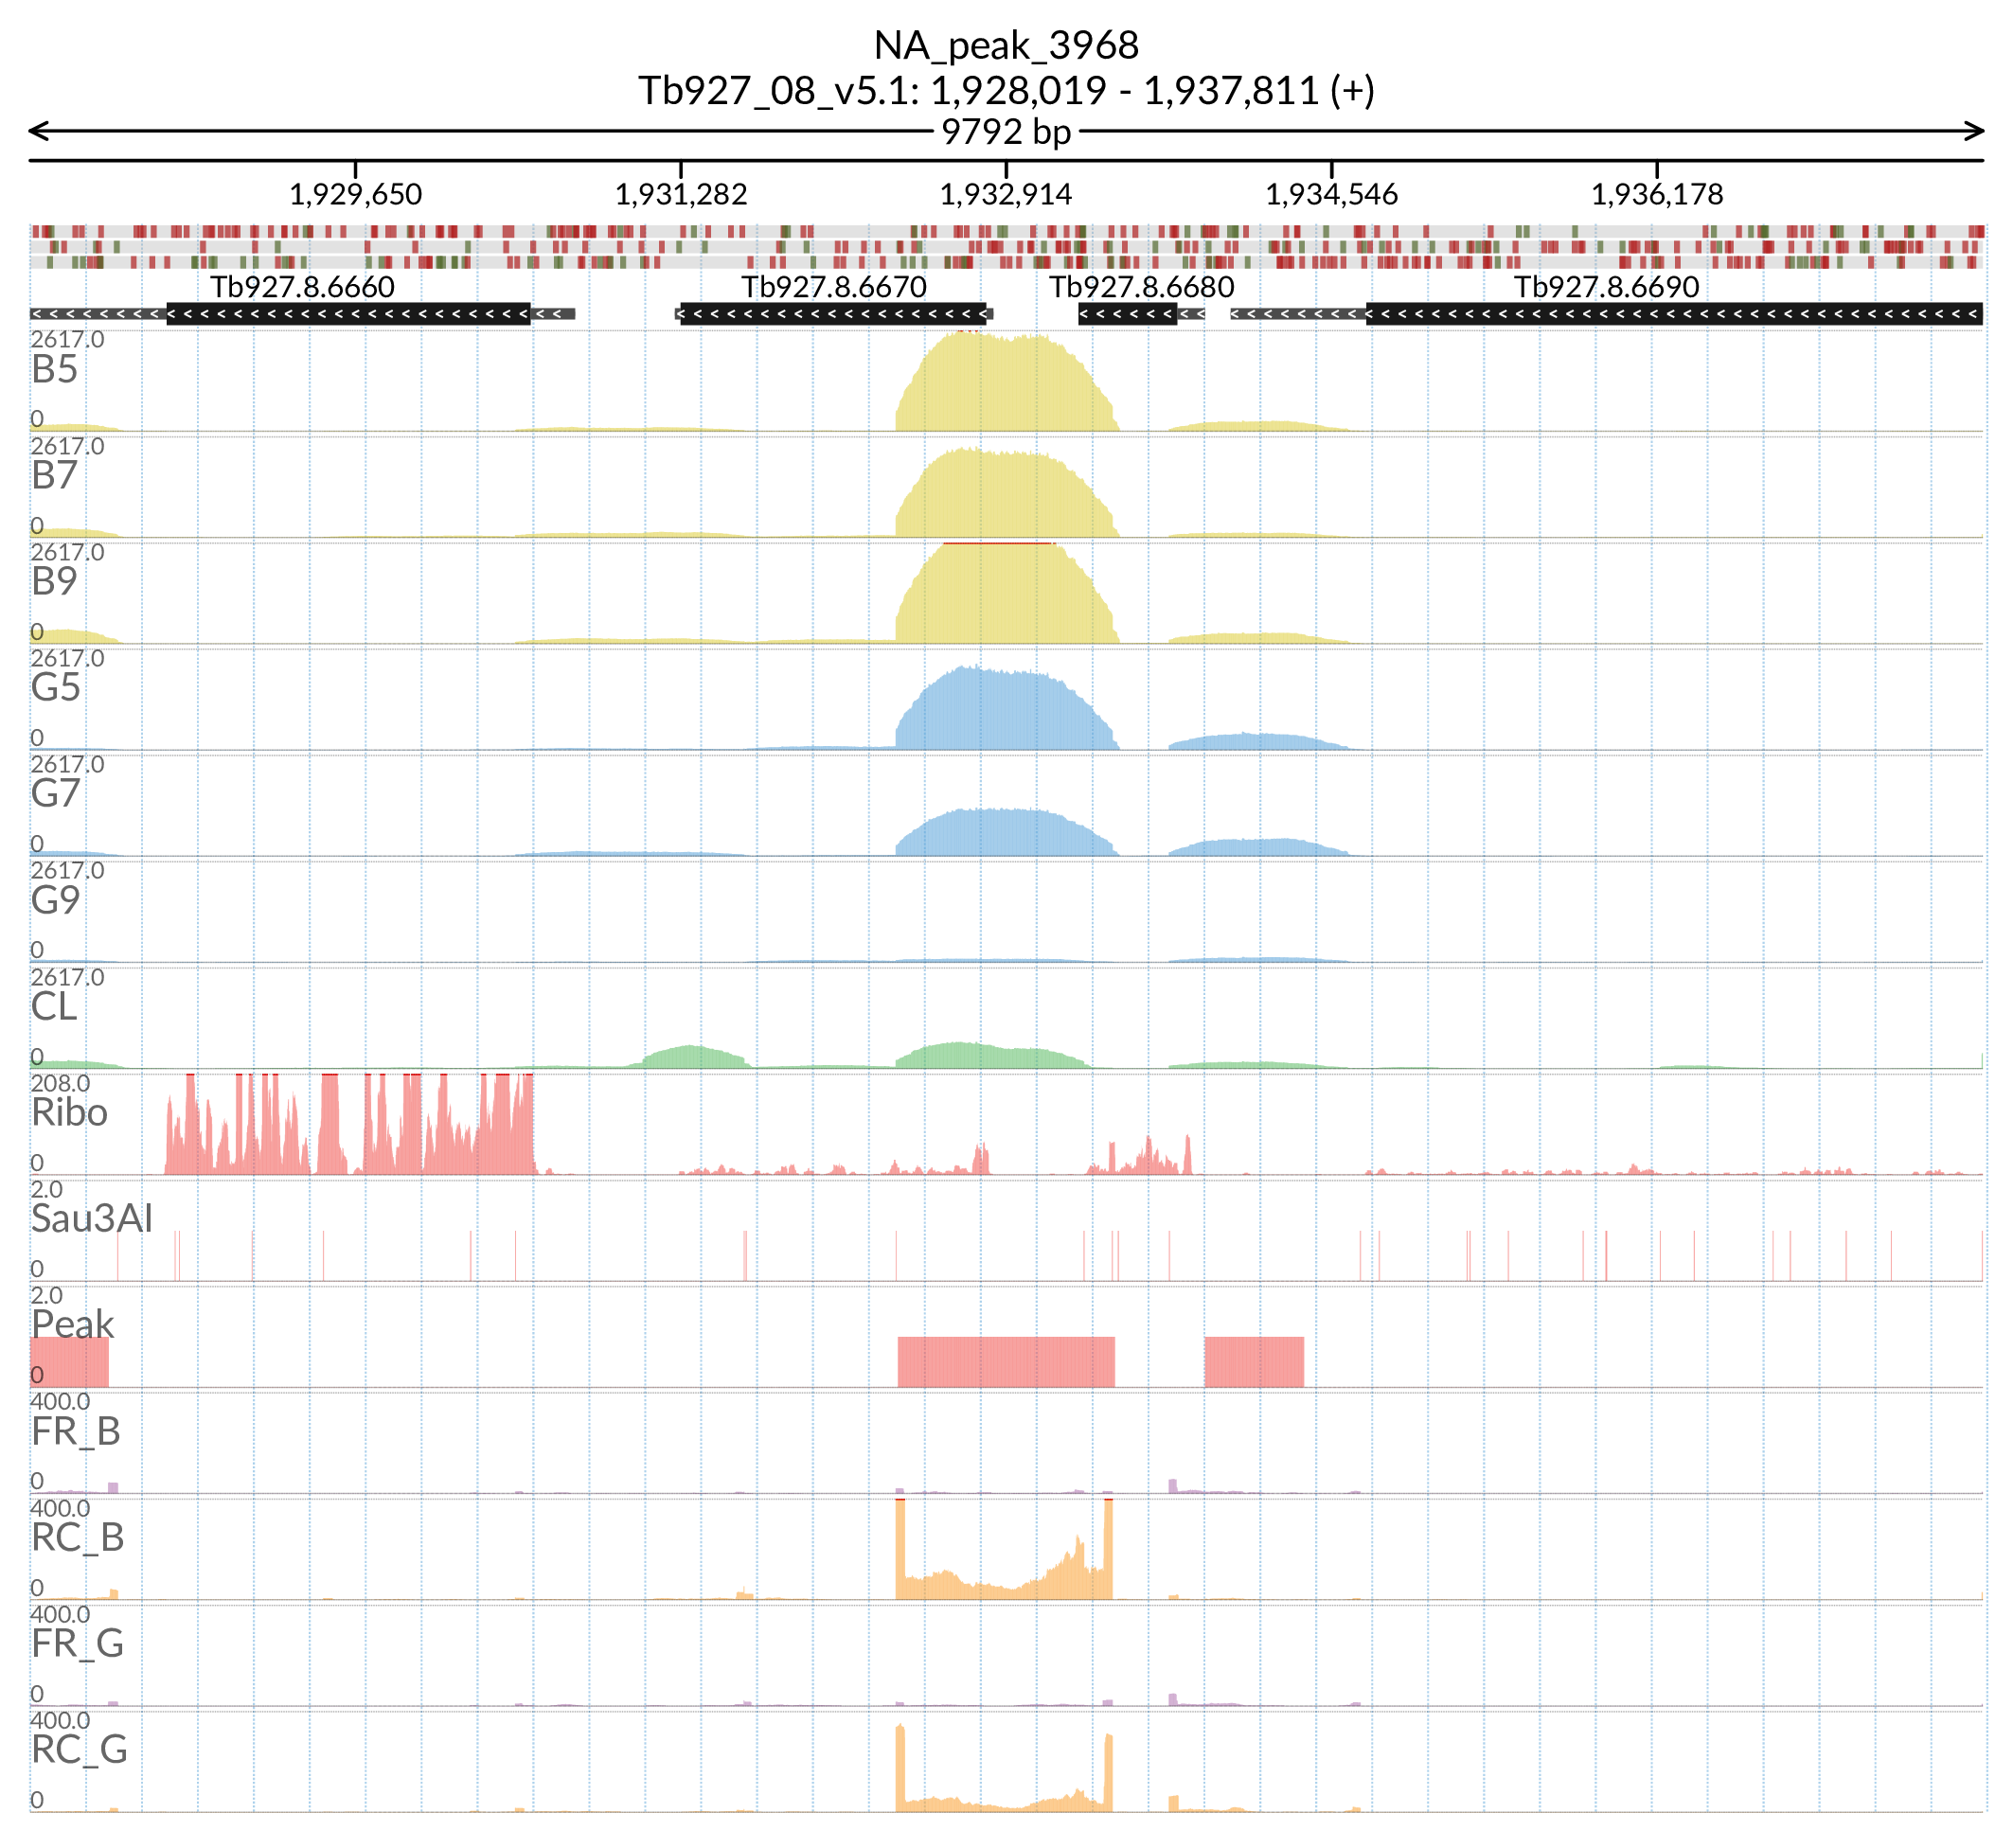 NA_peak_3968
Tb927_08_v5.1: 1,928,019 - 1,937,811 (+)
9792 bp
1,929,650 1,931,282 1,932,914 1,934,546 1,936,178
Tb927.8.6660 Tb927.8.6670 Tb927.8.6680 Tb927.8.6690
2617.0
B5
0
2617.0
B7
0
2617.0
B9
0
2617.0
G5
0
2617.0
G7
0
2617.0
G9
0
2617.0
CL
0
208.0
Ribo
0
2.0
Sau3AI
0
2.0
Peak
0
400.0
FR_B
0
400.0
RC_B
0
400.0
FR_G
0
400.0
RC_G
0